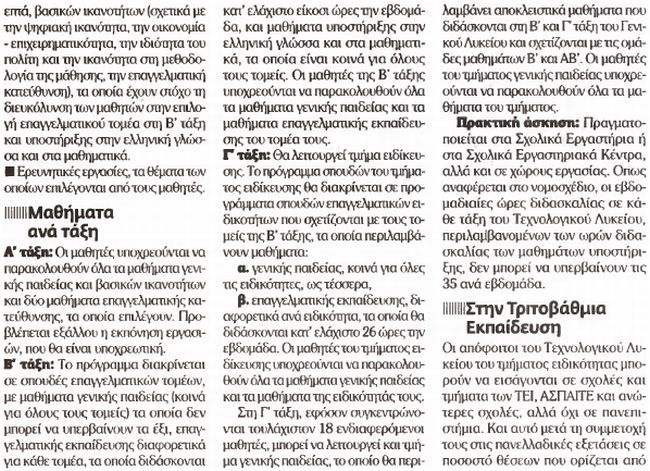 επτά, βασικών ικανοτήτων (σχετικά με
την ψηφιακή ικανότητα, την οικονομία
- επιχειρηματικότητα, την ιδιότητα του
πολίτη και την ικανότητα στη μεθοδο-
λογία της μάθησης, την επαγγελματική
κατεύθυνση), τα οποία έχουν στόχο τη
διευκόλυνση των μαθητών στην επιλο-
γή επαγγελματικού τομέα στη Β΄ τάξη
και υποστήριξης στην ελληνική γλώσ-
σα και στα μαθηματικά.
■ Ερευνητικές εργασίες, τα θέματα των
οποίων επιλέγονται από τους μαθητές.
Μαθήματα
ανά τάξη
Α΄ τάξη: Οι μαθητές υποχρεούνται να
παρακολουθούν όλα τα μαθήματα γενι-
κής παιδείας και βασικών ικανοτήτων
και δύο μαθήματα επαγγελματικής κα-
τεύθυνσης, τα οποία επιλέγουν. Προ-
βλέπεται εξάλλου η εκπόνηση εργασι-
ών, που θα είναι υποχρεωτική.
Β΄ τάξη: Το πρόγραμμα διακρίνεται
σε σπουδές επαγγελματικών τομέων,
με μαθήματα γενικής παιδείας (κοινά
για όλους τους τομείς) τα οποία δεν
μπορεί να υπερβαίνουν τα έξι, επαγ-
γελματικής εκπαίδευσης διαφορετικά
για κάθε τομέα, τα οποία διδάσκονται
κατ' ελάχιστο είκοσι ώρες την εβδομά-
δα, και μαθήματα υποστήριξης στην
ελληνική γλώσσα και στα μαθηματι-
κά, τα οποία είναι κοινά για όλους
τους τομείς. Οι μαθητές της Β΄ τάξης
υποχρεούνται να παρακολουθούν όλα
τα μαθήματα γενικής παιδείας και τα
μαθήματα επαγγελματικής εκπαίδευ-
σης του τομέα τους.
Γ΄ τάξη: Θα λειτουργεί τμήμα ειδίκευ-
σης. Το πρόγραμμα σπουδών του τμήμα-
τος ειδίκευσης θα διακρίνεται σε προ-
γράμματα σπουδών επαγγελματικών ει-
δικοτήτων που σχετίζονται με τους το-
μείς της Β΄ τάξης, τα οποία περιλαμβά-
νουν μαθήματα:
α. γενικής παιδείας, κοινά για όλες
τις ειδικότητες, ως τέσσερα,
β. επαγγελματικής εκπαίδευσης, δι-
αφορετικά ανά ειδικότητα, τα οποία θα
διδάσκονται κατ' ελάχιστο 26 ώρες την
εβδομάδα. Οι μαθητές του τμήματος ει-
δίκευσης υποχρεούνται να παρακολου-
θούν όλα τα μαθήματα γενικής παιδείας
και τα μαθήματα της ειδικότητάς τους.
Στη Γ΄ τάξη, εφόσον συγκεντρώνο-
νται τουλάχιστον 18 ενδιαφερόμενοι
μαθητές, μπορεί να λειτουργεί και τμή-
μα γενικής παιδείας, το οποίο θα περι-
λαμβάνει αποκλειστικά μαθήματα που
διδάσκονται στη Β΄ και Γ΄ τάξη του Γενι-
κού Λυκείου και σχετίζονται με τις ομά-
δες μαθημάτων Β΄ και ΑΒ΄. Οι μαθητές
του τμήματος γενικής παιδείας υποχρε-
ούνται να παρακολουθούν όλα τα μα-
θήματα του τμήματος.
Πρακτική άσκηση: Πραγματο-
ποιείται στα Σχολικά Εργαστήρια ή
στα Σχολικά Εργαστηριακά Κέντρα,
αλλά και σε χώρους εργασίας. Οπως
αναφέρεται στο νομοσχέδιο, οι εβδο-
μαδιαίες ώρες διδασκαλίας σε κά-
θε τάξη του Τεχνολογικού Λυκείου,
περιλαμβανομένων των ωρών διδα-
σκαλίας των μαθημάτων υποστήρι-
ξης, δεν μπορεί να υπερβαίνουν τις
35 ανά εβδομάδα.
Στην Τριτοβάθμια
Εκπαίδευση
Οι απόφοιτοι του Τεχνολογικού Λυ-
κείου του τμήματος ειδικότητας μπο-
ρούν να εισάγονται σε σχολές και
τμήματα των ΤΕΙ, ΑΣΠΑΙΤΕ και ανώ-
τερες σχολές, αλλά όχι σε πανεπι-
στήμια. Και αυτό μετά τη συμμετοχή
τους στις πανελλαδικές εξετάσεις σε
ποσοστό θέσεων που ορίζεται από